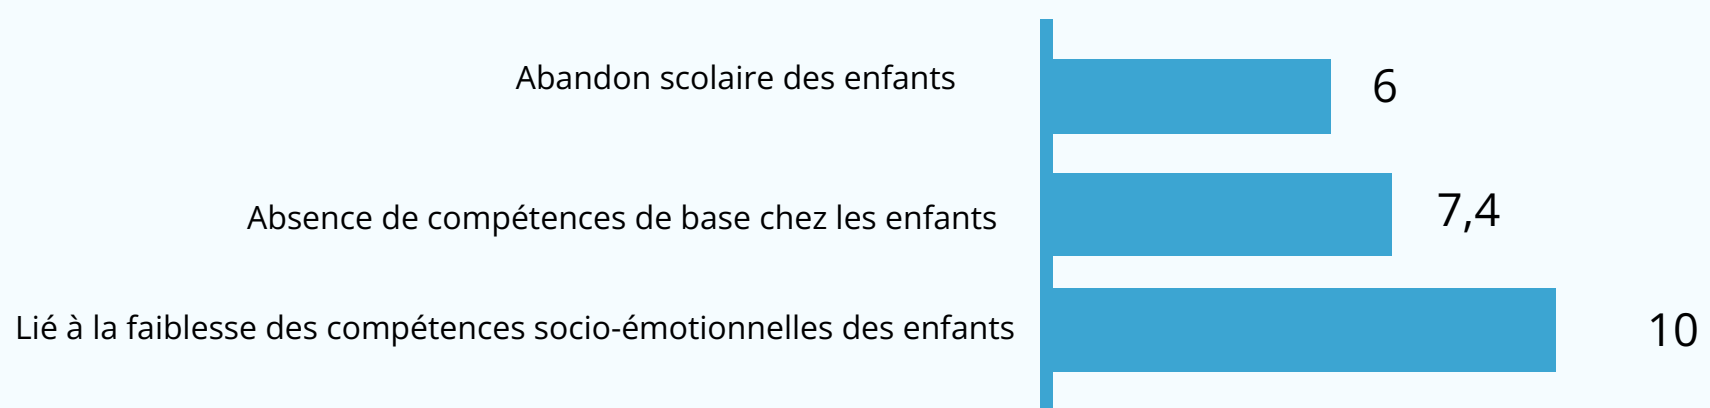 Abandon scolaire des enfants
6
Absence de compétences de base chez les enfants
7,4
Lié à la faiblesse des compétences socio-émotionnelles des enfants
10